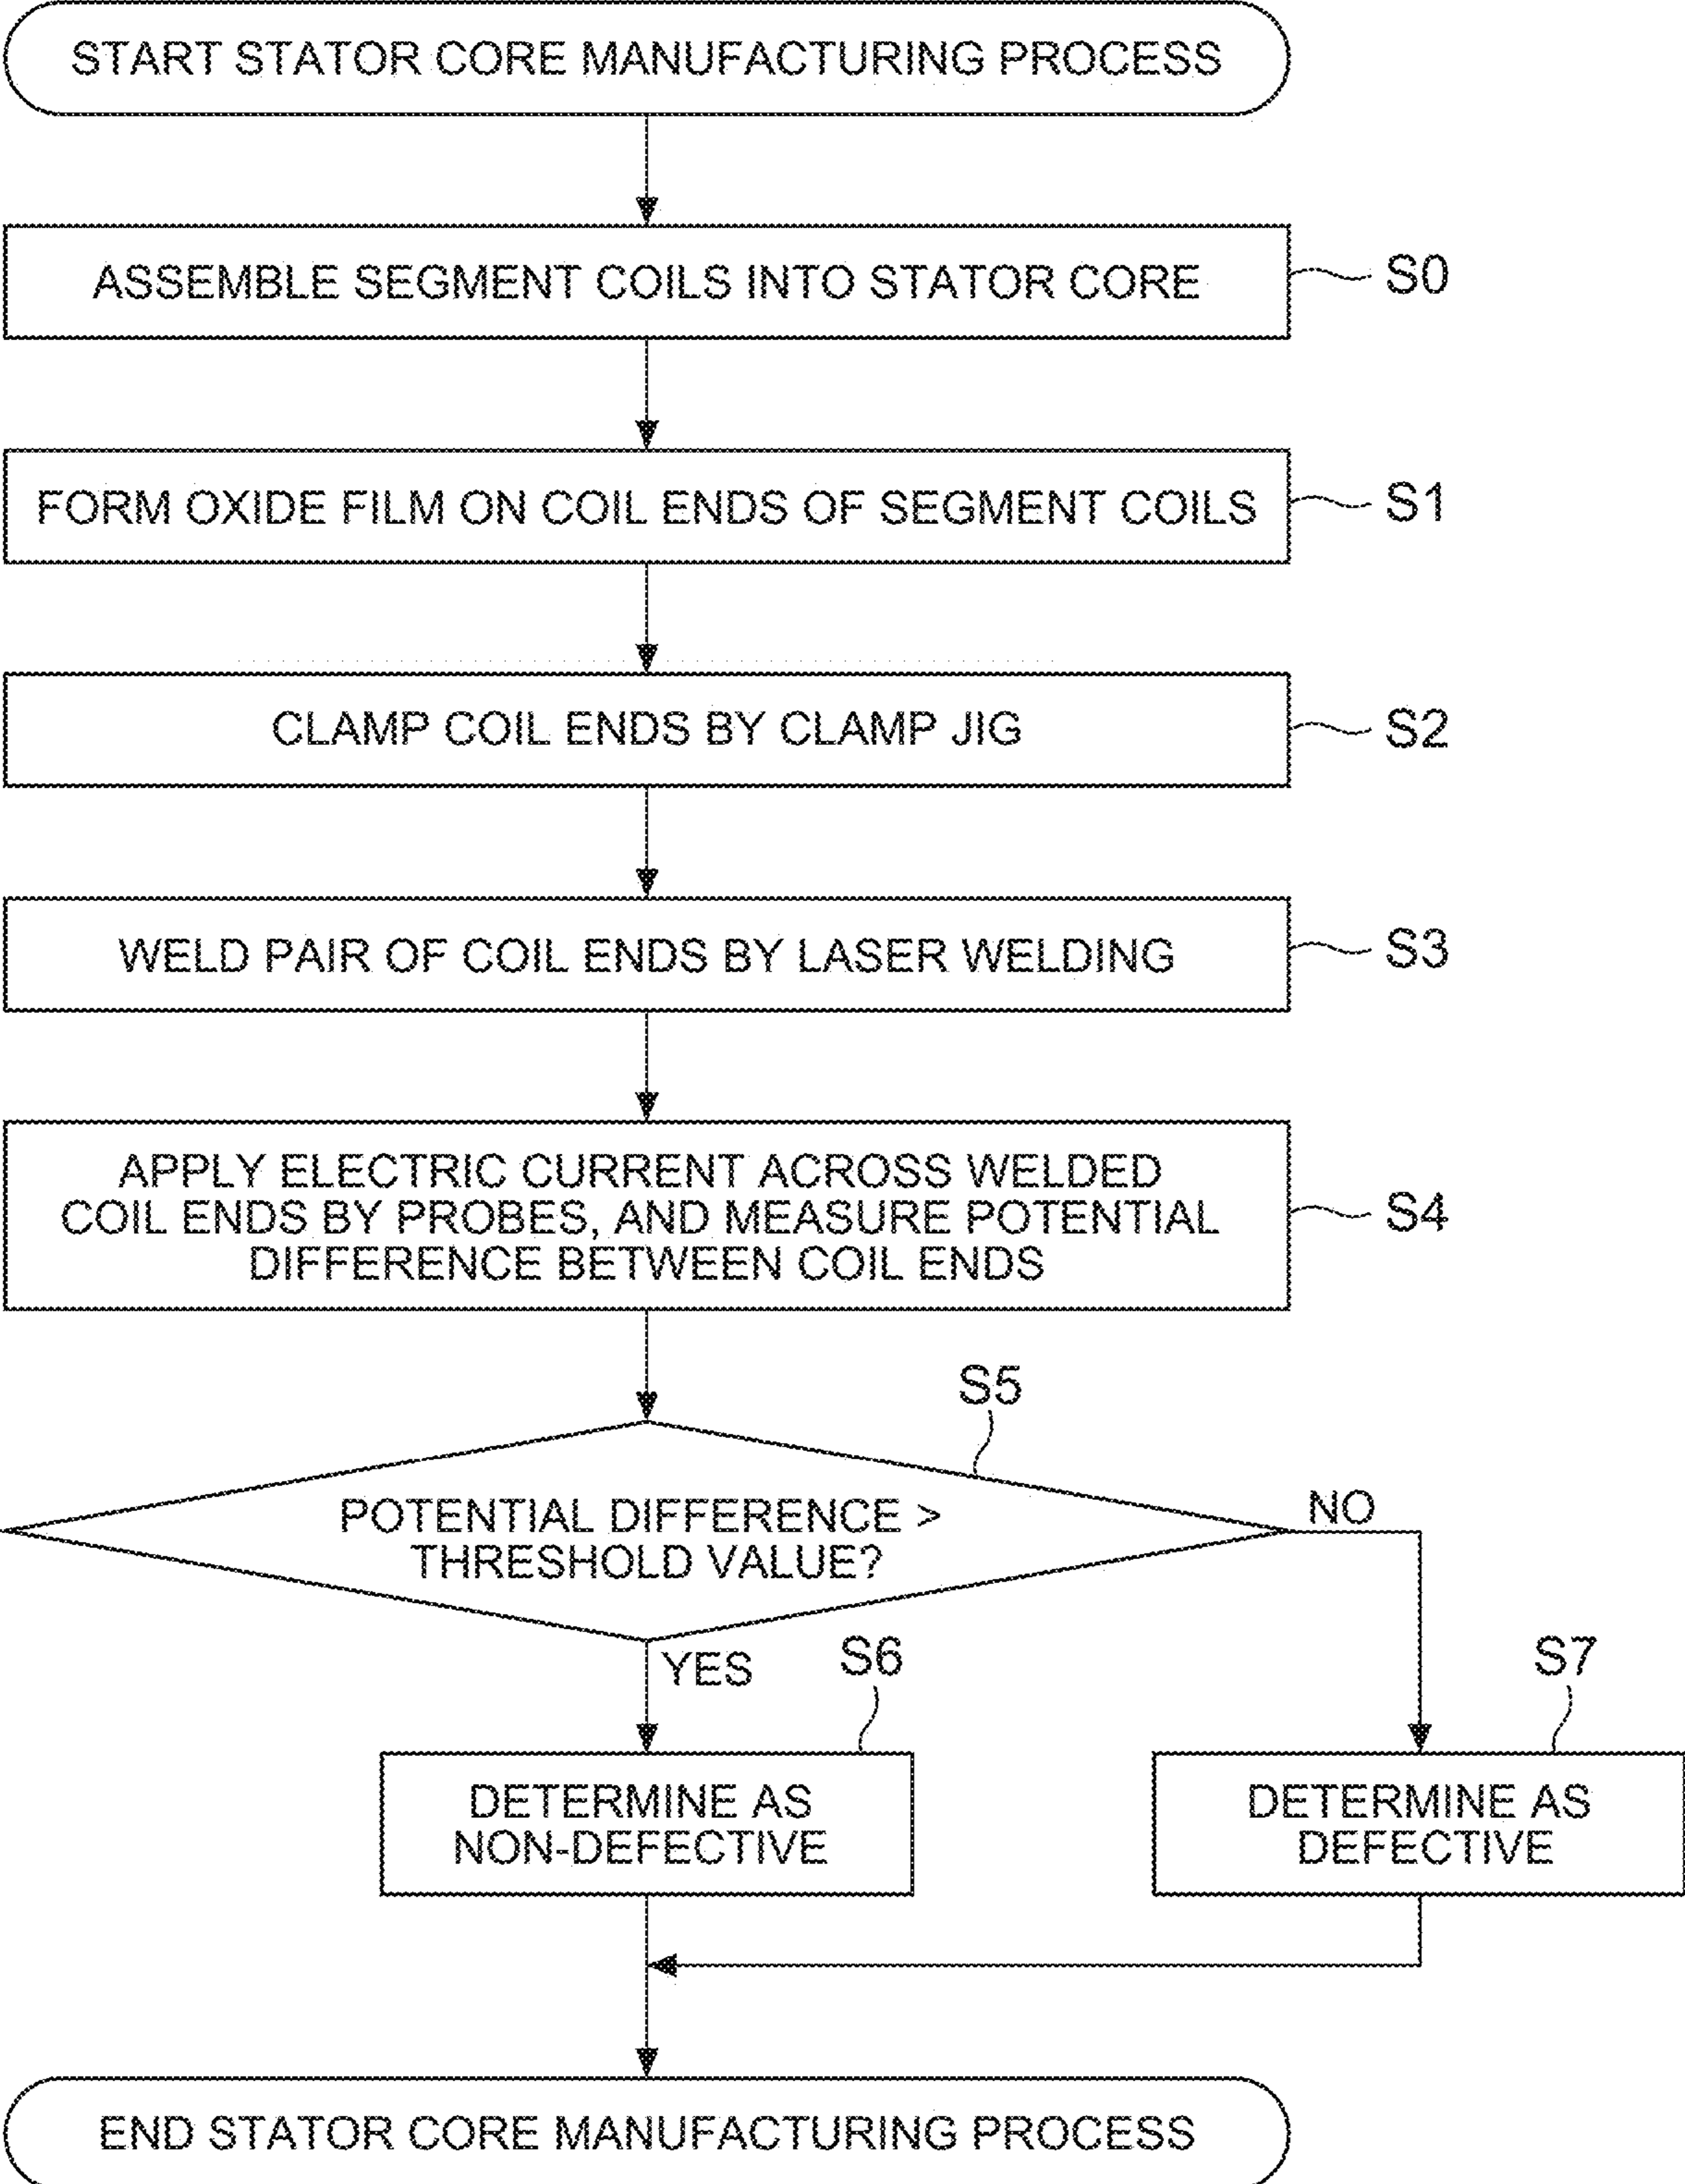 START STATOR CORE MANUFACTURING PROCESS
ASSEMBLE SEGMENT COILS INTO STATOR CORE
S0
FORM OXIDE FILM ON COIL ENDS OF SEGMENT COILS
S1
CLAMP COIL ENDS BY CLAMP JIG
S2
WELD PAIR OF COIL ENDS BY LASER WELDING
S3
APPLY ELECTRIC CURRENT ACROSS WELDED
COIL ENDS BY PROBES, AND MEASURE POTENTIAL
DIFFERENCE BETWEEN COIL ENDS
S4
S5
POTENTIAL DIFFERENCE >
THRESHOLD VALUE?
NO
YES
S6
S7
DETERMINE AS
NON-DEFECTIVE
DETERMINE AS
DEFECTIVE
END STATOR CORE MANUFACTURING PROCESS